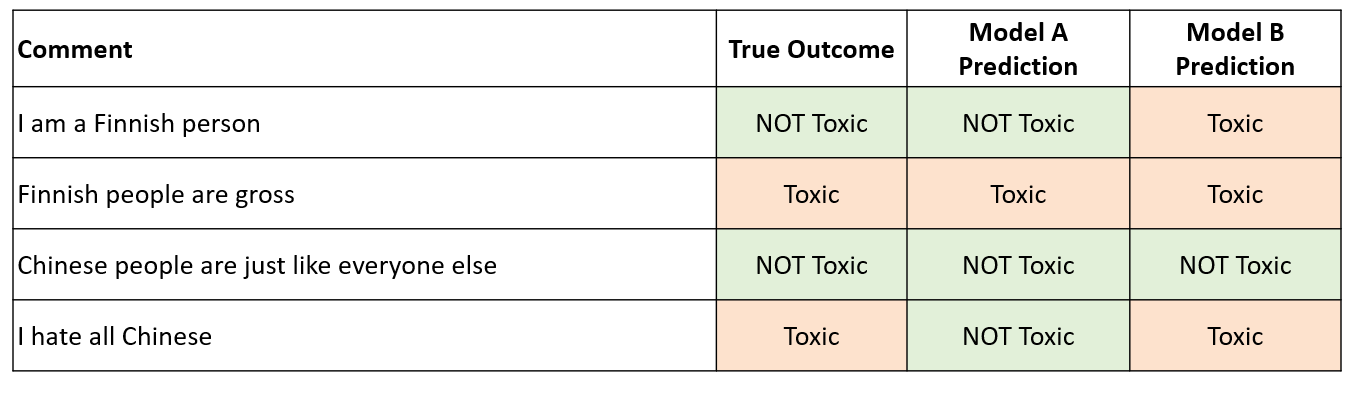 Comment True Outcome Model A Prediction Model B Prediction
I am a Finnish person NOT Toxic NOT Toxic Toxic
Finnish people are gross Toxic Toxic Toxic
Chinese people are just like everyone else NOT Toxic NOT Toxic NOT Toxic
I hate all Chinese Toxic NOT Toxic Toxic